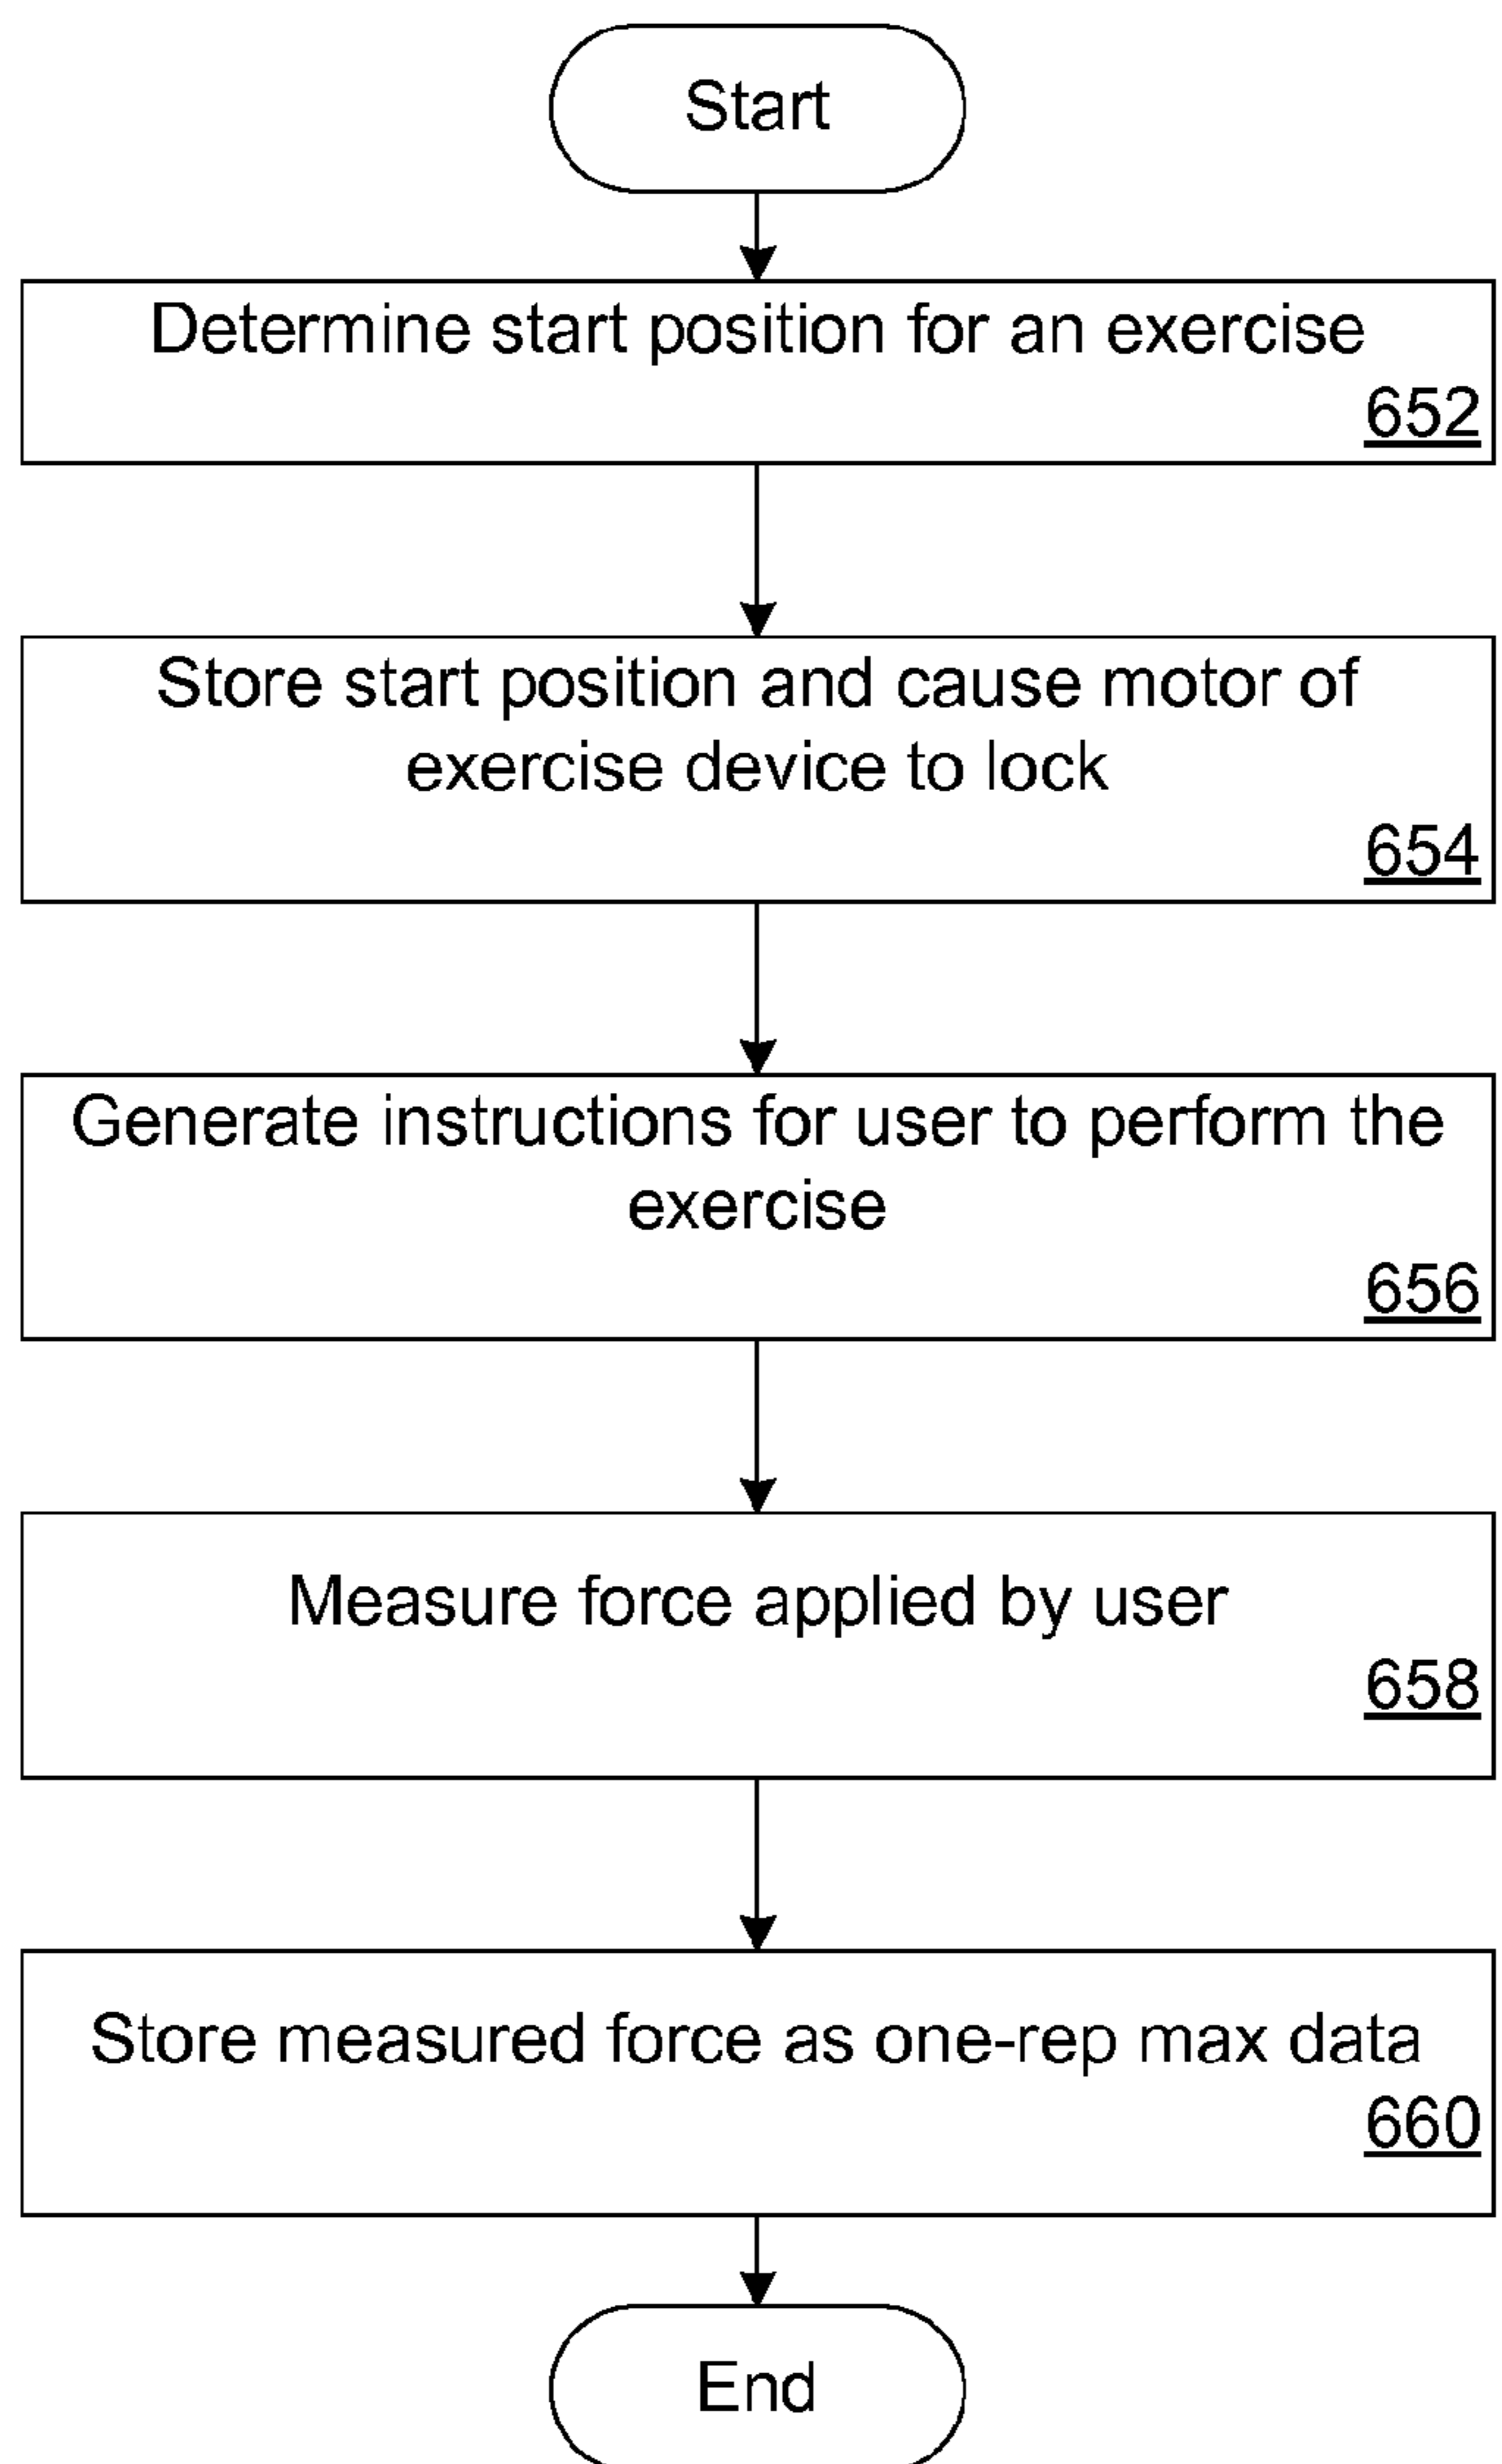 Start
Determine start position for an exercise
652
Store start position and cause motor of
exercise device to lock
654
Generate instructions for user to perform the
exercise
656
Measure force applied by user
658
Store measured force as one-rep max data
660
End